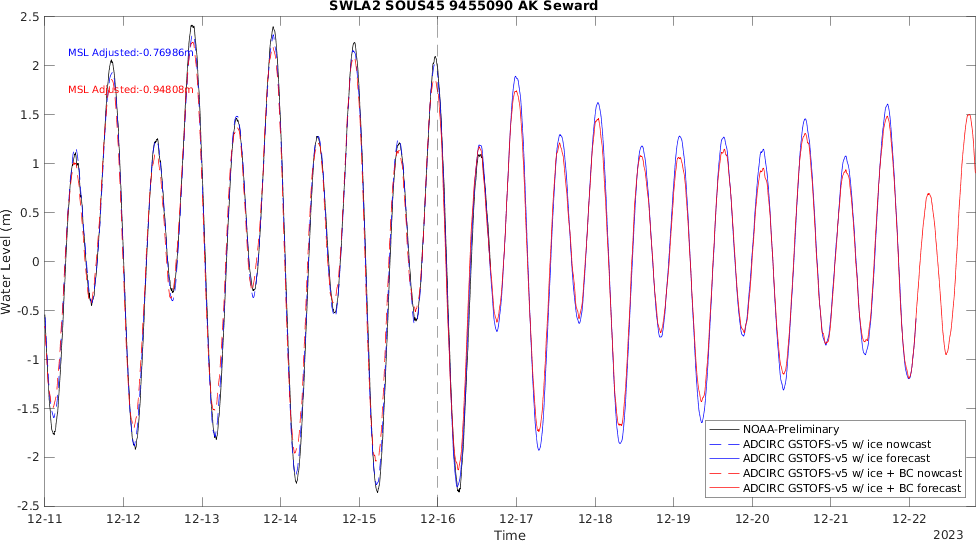 SWLA2 SOUS45 9455090 AK Seward
MSL Adjusted:-0.76986m
MSL Adjusted:-0.94808m
Water Level (m)
2.5
2
1.5
1
0.5
0
-0.5
-1
-1.5
-2
-2.5
NOAA-Preliminary
ADCIRC GSTOFS-v5 w/ ice nowcast
ADCIRC GSTOFS-v5 w/ ice forecast
ADCIRC GSTOFS-v5 w/ ice + BC nowcast
ADCIRC GSTOFS-v5 w/ ice + BC forecast
12-11 12-12 12-13 12-14 12-15 12-16 12-17 12-18 12-19 12-20 12-21 12-22
Time
2023